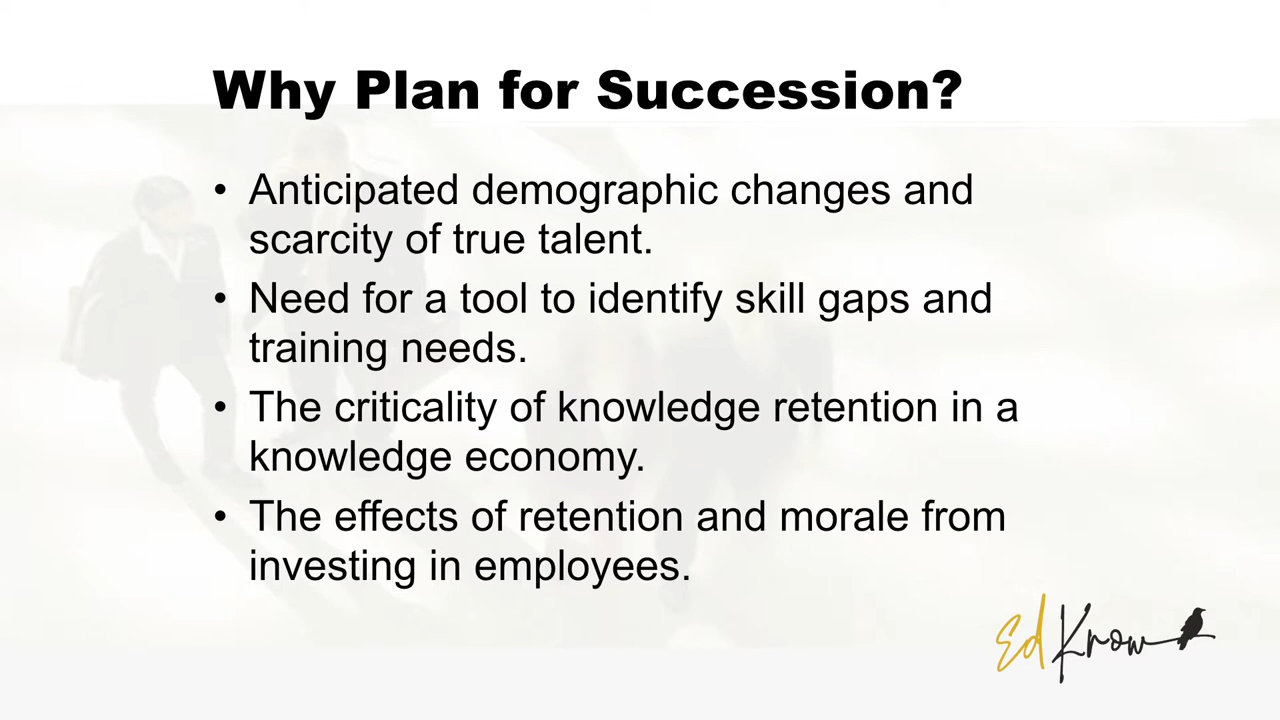 Why Plan for Succession?
• Anticipated demographic changes and
scarcity of true talent.
• Need for a tool to identify skill gaps and
training needs.
• The criticality of knowledge retention in a
knowledge economy.
• The effects of retention and morale from
investing in employees.
Ed Know